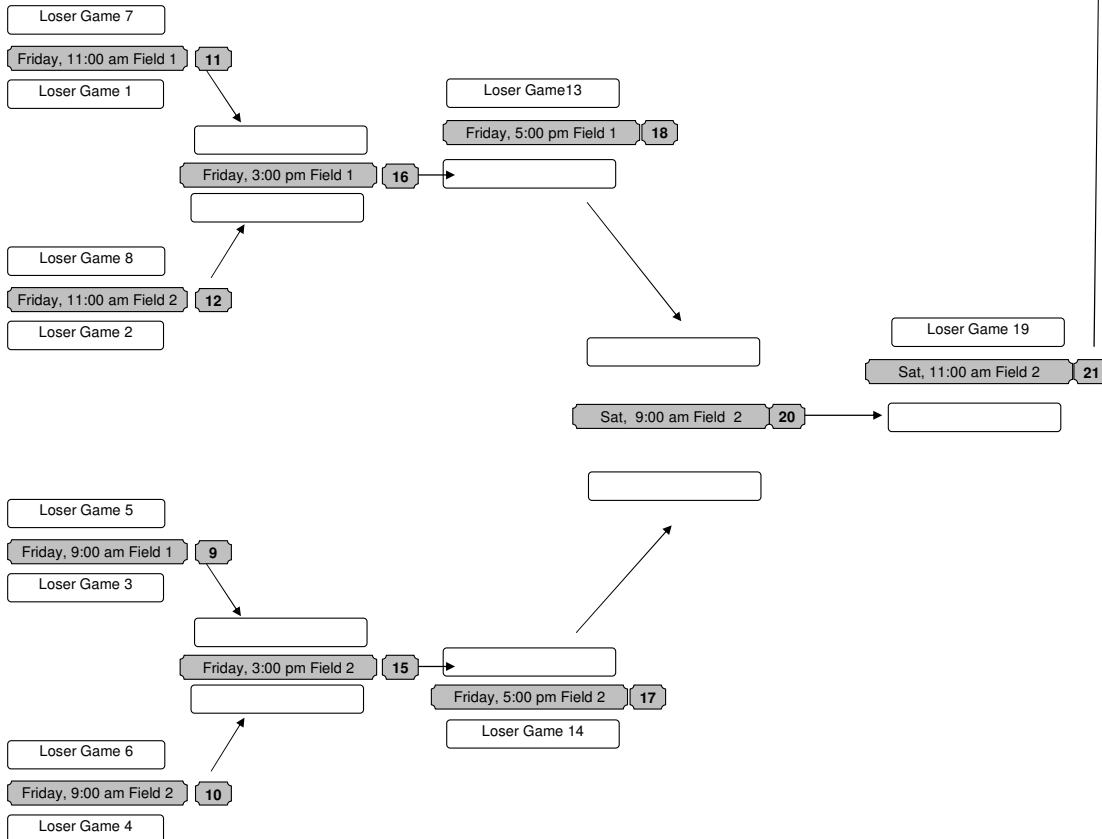 Loser Game 7
Friday, 11:00 am Field 1 11
Loser Game 1
Loser Game13
Friday, 5:00 pm Field 1 18
Friday, 3:00 pm Field 1 16
Loser Game 8
Friday, 11:00 am Field 2 12
Loser Game 2
Loser Game 19
Sat, 11:00 am Field 2 21
Sat, 9:00 am Field 2 20
Loser Game 5
Friday, 9:00 am Field 1 9
Loser Game 3
Friday, 3:00 pm Field 2 15
Friday, 5:00 pm Field 2 17
Loser Game 14
Loser Game 6
Friday, 9:00 am Field 2 10
Loser Game 4